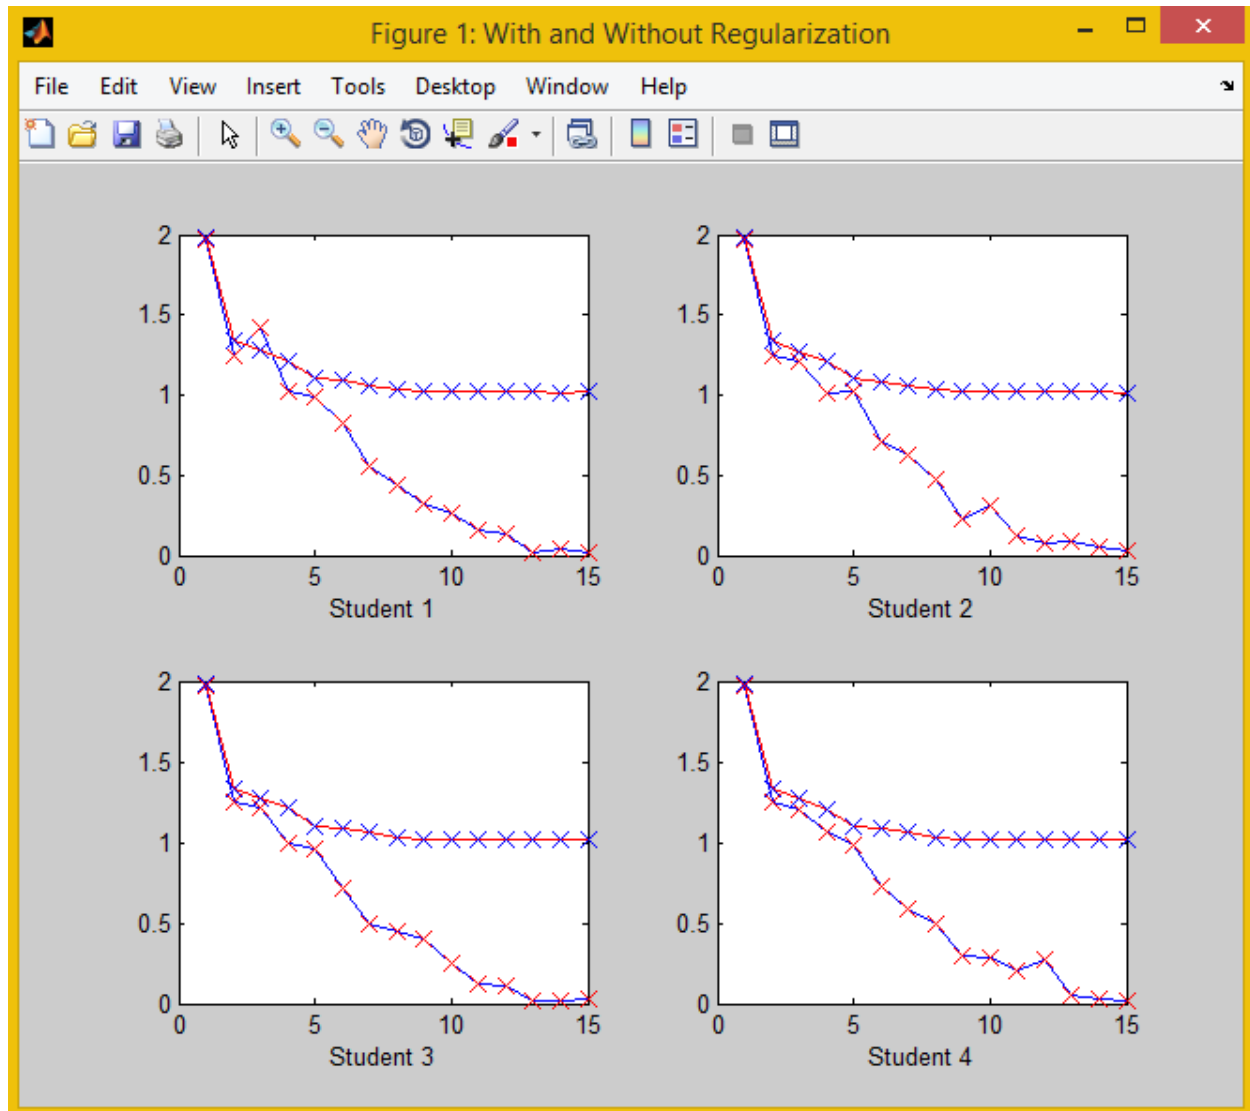 Figure 1: With and Without Regularization
File Edit View Insert Tools Desktop Window Help
2
1.5
1
0.5
0
0 5 10 15
Student 1
2
1.5
1
0.5
0
0 5 10 15
Student 2
2
1.5
1
0.5
0
0 5 10 15
Student 3
2
1.5
1
0.5
0
0 5 10 15
Student 4